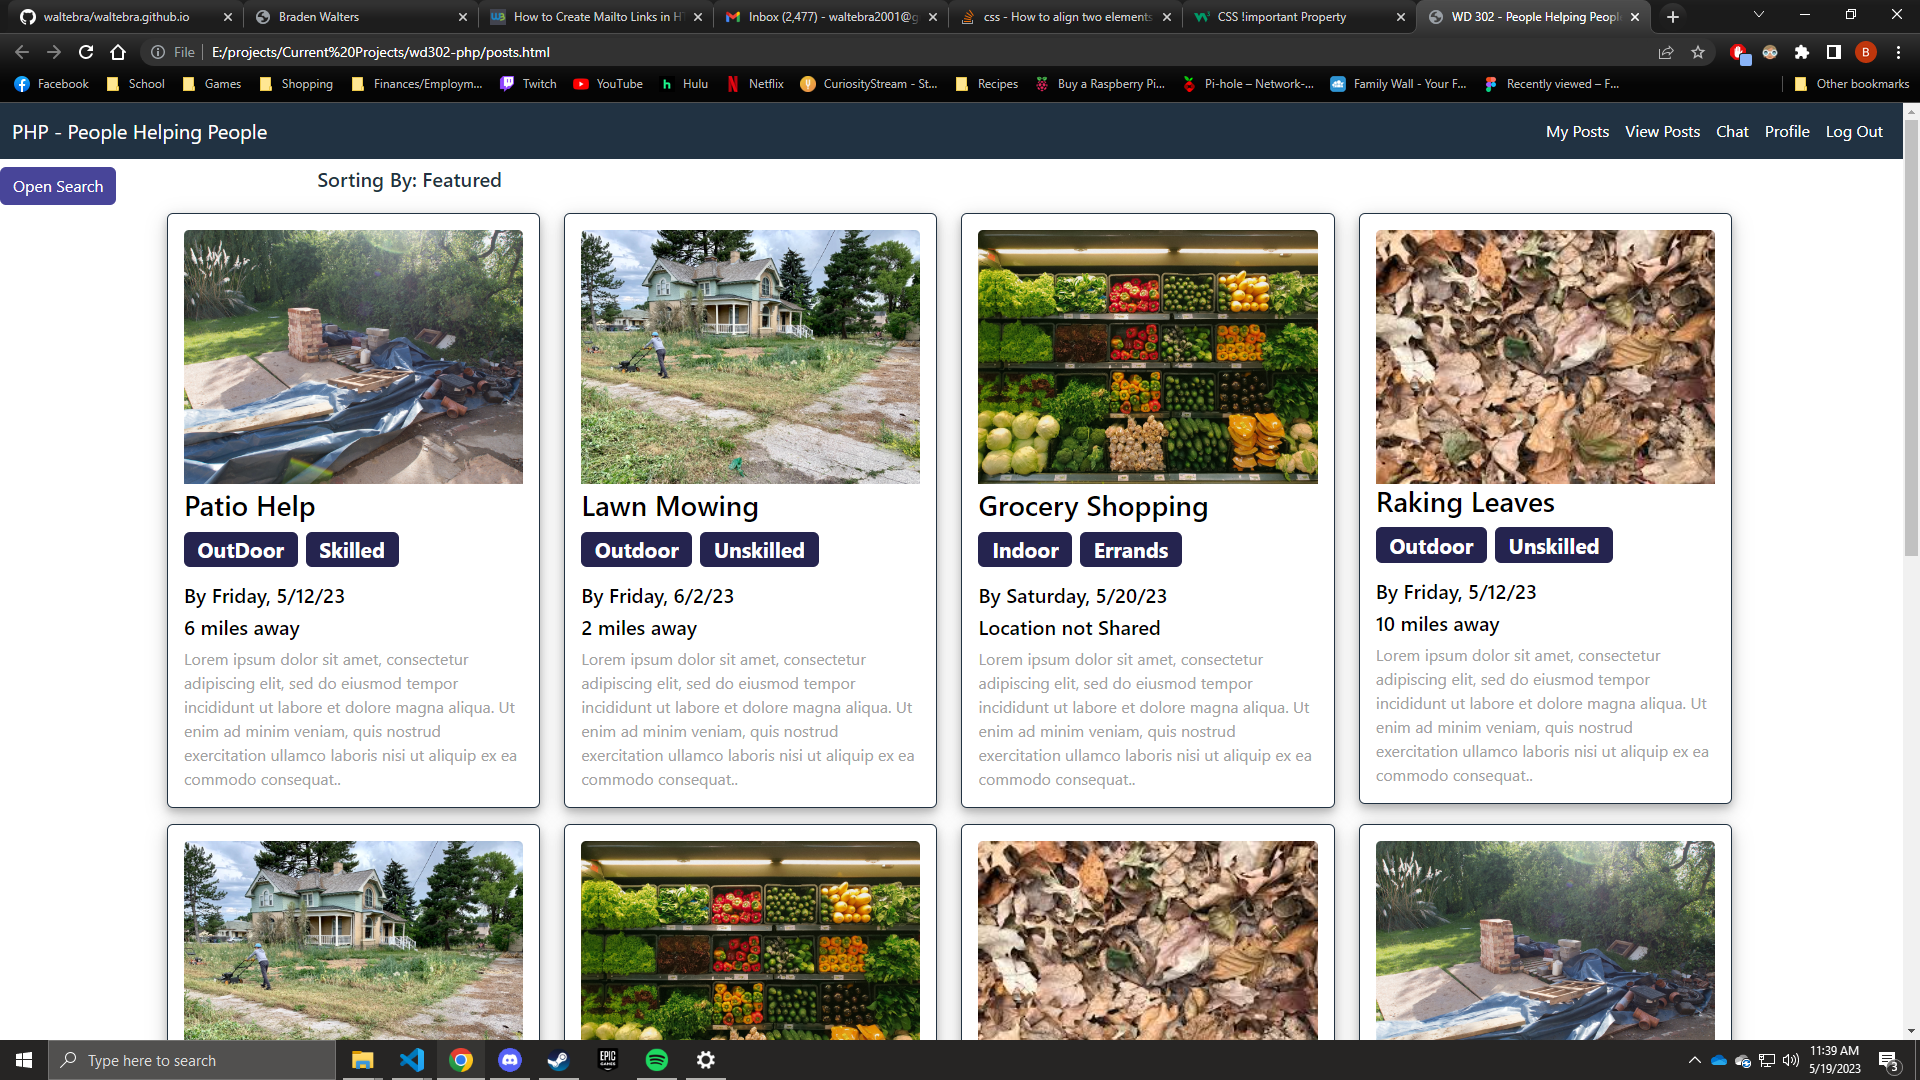 waltebra/waltebra.github.io
Braden Walters
How to Create Mailto Links in H
Inbox (2,477) - waltebra2001@g
css - How to align two elements
CSS !important Property
WD 302 - People Helping Peopl
File
E:/projects/Current%20Projects/wd302-php/posts.html
B
Facebook
School
Games
Shopping
Finances/Employm...
Twitch
YouTube
Hulu
Netflix
CuriosityStream - St...
Recipes
Buy a Raspberry Pi...
Pi-hole – Network-...
Family Wall - Your F...
Recently viewed – F...
Other bookmarks
PHP - People Helping People
My Posts
View Posts
Chat
Profile
Log Out
Open Search
Sorting By: Featured
Patio Help
OutDoor Skilled
By Friday, 5/12/23
6 miles away
Lorem ipsum dolor sit amet, consectetur
adipiscing elit, sed do eiusmod tempor
incididunt ut labore et dolore magna aliqua. Ut
enim ad minim veniam, quis nostrud
exercitation ullamco laboris nisi ut aliquip ex ea
commodo consequat..
Lawn Mowing
Outdoor Unskilled
By Friday, 6/2/23
2 miles away
Lorem ipsum dolor sit amet, consectetur
adipiscing elit, sed do eiusmod tempor
incididunt ut labore et dolore magna aliqua. Ut
enim ad minim veniam, quis nostrud
exercitation ullamco laboris nisi ut aliquip ex ea
commodo consequat..
Grocery Shopping
Indoor Errands
By Saturday, 5/20/23
Location not Shared
Lorem ipsum dolor sit amet, consectetur
adipiscing elit, sed do eiusmod tempor
incididunt ut labore et dolore magna aliqua. Ut
enim ad minim veniam, quis nostrud
exercitation ullamco laboris nisi ut aliquip ex ea
commodo consequat..
Raking Leaves
Outdoor Unskilled
By Friday, 5/12/23
10 miles away
Lorem ipsum dolor sit amet, consectetur
adipiscing elit, sed do eiusmod tempor
incididunt ut labore et dolore magna aliqua. Ut
enim ad minim veniam, quis nostrud
exercitation ullamco laboris nisi ut aliquip ex ea
commodo consequat..
Type here to search
EPIC
GAMES
11:39 AM
5/19/2023
3